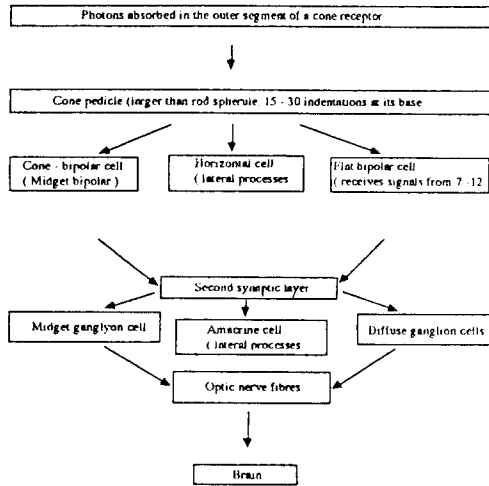 Photons absorbed in the outer segment of a cone receptor
Cone pedicle (larger than rod spherule, 15 - 30 indentations at its base
Cone - bipolar cell
( Midget bipolar )
Horizontal cell
( lateral processes
Flat bipolar cell
( receives signals from 7 -12
Second synaptic layer
Midget ganglyon cell
Amacrine cell
( lateral processes
Diffuse ganglion cells
Optic nerve fibres
Brain